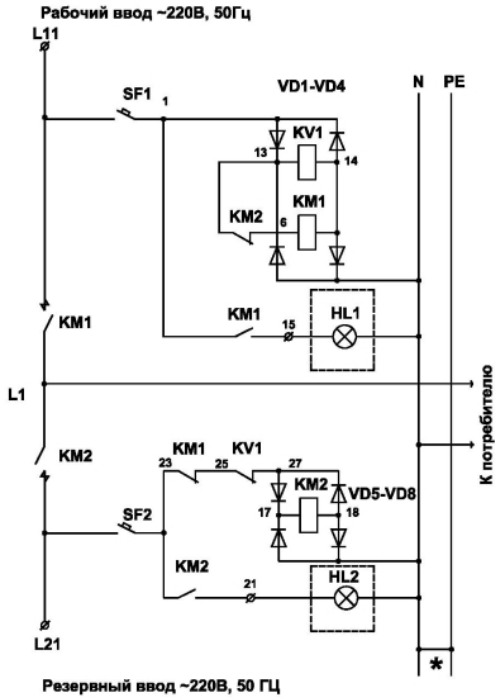 Рабочий ввод ~220В, 50Гц
L11
N PE
SF1 1 VD1-VD4
KV1
13 14
KM1
KM2 6
KM1 15 HL1
KM1
L1
К потребителю
KM2
KM1 KV1
23 25 27
KM2 VD5-VD8
17 18
SF2
KM2 21 HL2
L21
*
Резервный ввод ~220В, 50 ГЦ